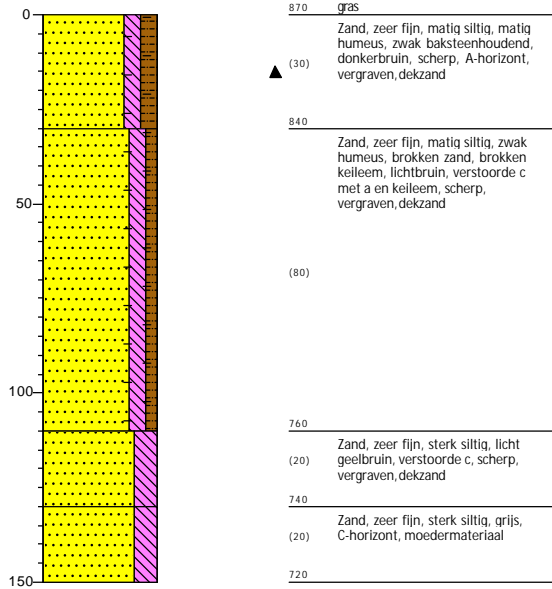 0
50
100
150
870 gras
(30)
Zand, zeer fijn, matig siltig, matig
humeus, zwak baksteenhoudend,
donkerbruin, scherp, A-horizont,
vergraven, dekzand
840
(80)
Zand, zeer fijn, matig siltig, zwak
humeus, brokken zand, brokken
keileem, lichtbruin, verstoorde c
met a en keileem, scherp,
vergraven, dekzand
760
(20)
Zand, zeer fijn, sterk siltig, licht
geelbruin, verstoorde c, scherp,
vergraven, dekzand
740
(20)
Zand, zeer fijn, sterk siltig, grijs,
C-horizont, moedermateriaal
720